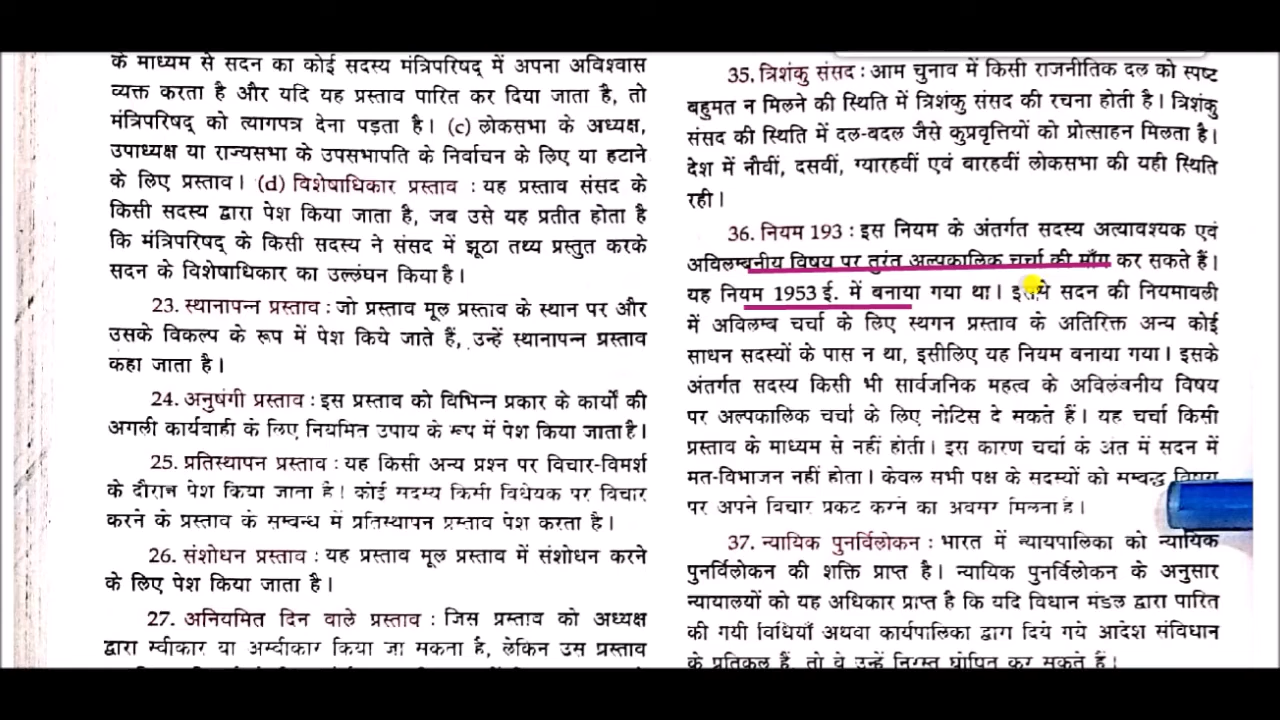 के माध्यम से सदन का कोई सदस्य मंत्रिपरिषद् में अपना अविश्वास
व्यक्त करता है और यदि यह प्रस्ताव पारित कर दिया जाता है, तो
मंत्रिपरिषद् को त्यागपत्र देना पड़ता है। (c) लोकसभा के अध्यक्ष,
उपाध्यक्ष या राज्यसभा के उपसभापति के निर्वाचन के लिए या हटाने
के लिए प्रस्ताव। (d) विशेषाधिकार प्रस्ताव : यह प्रस्ताव संसद के
किसी सदस्य द्वारा पेश किया जाता है, जब उसे यह प्रतीत होता है
कि मंत्रिपरिषद् के किसी सदस्य ने संसद में झूठा तथ्य प्रस्तुत करके
सदन के विशेषाधिकार का उल्लंघन किया है।
23. स्थानापन्न प्रस्ताव : जो प्रस्ताव मूल प्रस्ताव के स्थान पर और
उसके विकल्प के रूप में पेश किये जाते हैं, उन्हें स्थानापन्न प्रस्ताव
कहा जाता है।
24. अनुषंगी प्रस्ताव : इस प्रस्ताव को विभिन्न प्रकार के कार्यों की
अगली कार्यवाही के लिए नियमित उपाय के रूप में पेश किया जाता है।
25. प्रतिस्थापन प्रस्ताव : यह किसी अन्य प्रश्न पर विचार-विमर्श
के दौरान पेश किया जाता है। कोई सदस्य किसी विधेयक पर विचार
करने के प्रस्ताव के सम्बन्ध में प्रतिस्थापन प्रस्ताव पेश करता है।
26. संशोधन प्रस्ताव : यह प्रस्ताव मूल प्रस्ताव में संशोधन करने
के लिए पेश किया जाता है।
27. अनियमित दिन वाले प्रस्ताव : जिस प्रस्ताव को अध्यक्ष
द्वारा स्वीकार या अस्वीकार किया जा सकता है, लेकिन उस प्रस्ताव
35. त्रिशंकु संसद : आम चुनाव में किसी राजनीतिक दल को स्पष्ट
बहुमत न मिलने की स्थिति में त्रिशंकु संसद की रचना होती है। त्रिशंकु
संसद की स्थिति में दल-बदल जैसे कुप्रवृत्तियों को प्रोत्साहन मिलता है।
देश में नौवीं, दसवीं, ग्यारहवीं एवं बारहवीं लोकसभा की यही स्थिति
रही।
36. नियम 193 : इस नियम के अंतर्गत सदस्य अत्यावश्यक एवं
अविलम्बनीय विषय पर तुरंत अल्पकालिक चर्चा की माँग कर सकते हैं।
यह नियम 1953 ई. में बनाया गया था। इसमे सदन की नियमावली
में अविलम्ब चर्चा के लिए स्थगन प्रस्ताव के अतिरिक्त अन्य कोई
साधन सदस्यों के पास न था, इसीलिए यह नियम बनाया गया। इसके
अंतर्गत सदस्य किसी भी सार्वजनिक महत्व के अविलंबनीय विषय
पर अल्पकालिक चर्चा के लिए नोटिस दे सकते हैं। यह चर्चा किसी
प्रस्ताव के माध्यम से नहीं होती। इस कारण चर्चा के अंत में सदन में
मत-विभाजन नहीं होता। केवल सभी पक्ष के सदस्यों को सम्बद्ध विषय
पर अपने विचार प्रकट करने का अवसर मिलता है।
37. न्यायिक पुनर्विलोकन : भारत में न्यायपालिका को न्यायिक
पुनर्विलोकन की शक्ति प्राप्त है। न्यायिक पुनर्विलोकन के अनुसार
न्यायालयों को यह अधिकार प्राप्त है कि यदि विधान मंडल द्वारा पारित
की गयी विधियाँ अथवा कार्यपालिका द्वारा दिये गये आदेश संविधान
के प्रतिकूल हैं, तो वे उन्हें निरस्त घोषित कर सकते हैं।